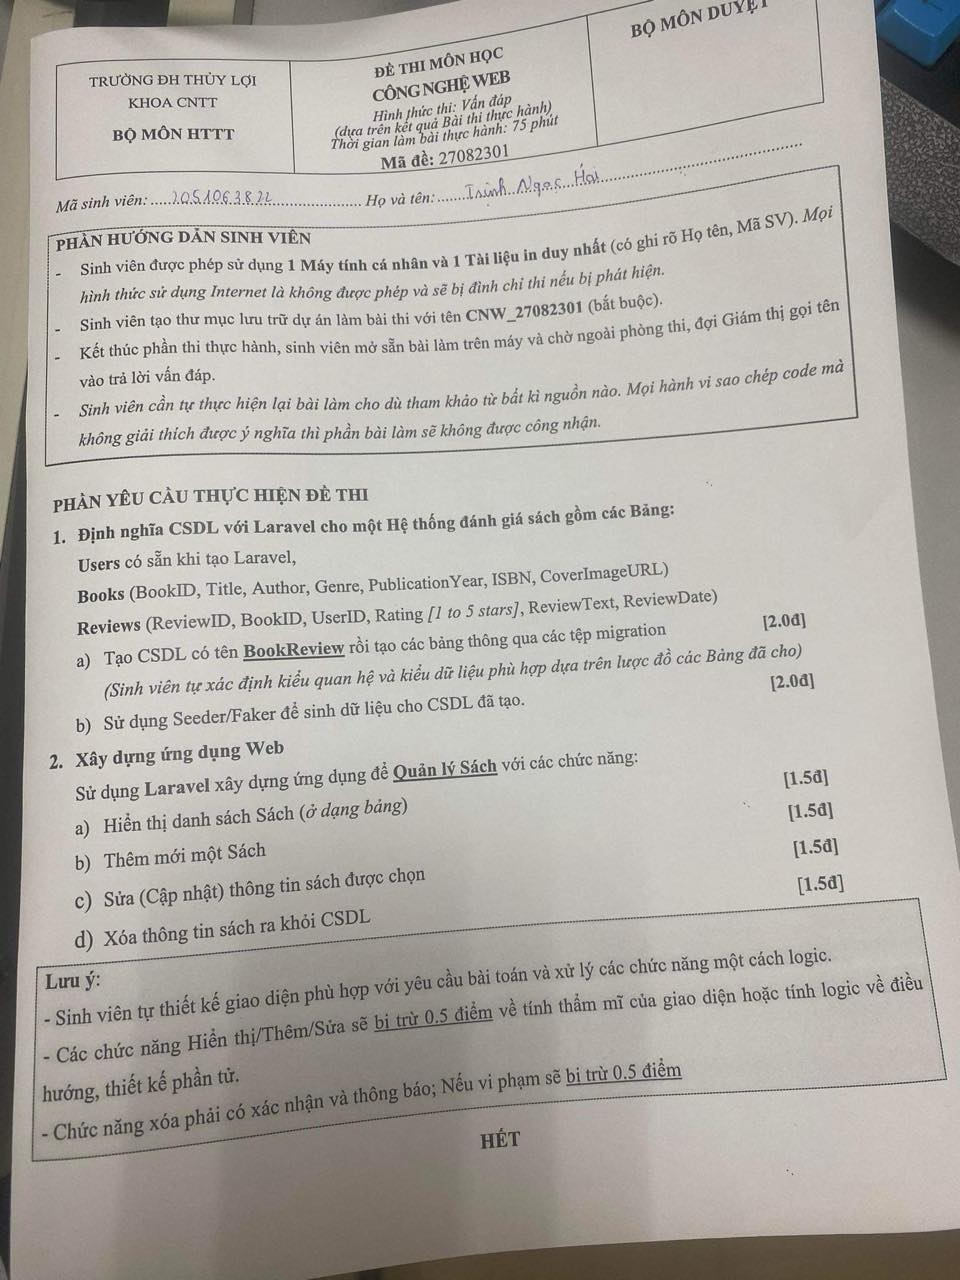 TRƯỜNG ĐH THỦY LỢI
KHOA CNTT
BỘ MÔN HTTT
ĐỀ THI MÔN HỌC
CÔNG NGHỆ WEB
Hình thức thi: Vấn đáp
(dựa trên kết quả Bài thi thực hành)
Thời gian làm bài thực hành: 75 phút
Mã đề: 27082301
BỘ MÔN DUYỆT
Mã sinh viên: 2051063822 Họ và tên: Trịnh Ngọc Hải
PHẦN HƯỚNG DẪN SINH VIÊN
- Sinh viên được phép sử dụng 1 Máy tính cá nhân và 1 Tài liệu in duy nhất (có ghi rõ Họ tên, Mã SV). Mọi
hình thức sử dụng Internet là không được phép và sẽ bị đình chỉ thi nếu bị phát hiện.
- Sinh viên tạo thư mục lưu trữ dự án làm bài thi với tên CNW_27082301 (bắt buộc).
- Kết thúc phần thi thực hành, sinh viên mở sẵn bài làm trên máy và chờ ngoài phòng thi, đợi Giám thị gọi tên
vào trả lời vấn đáp.
- Sinh viên cần tự thực hiện lại bài làm cho dù tham khảo từ bất kì nguồn nào. Mọi hành vi sao chép code mà
không giải thích được ý nghĩa thì phần bài làm sẽ không được công nhận.
PHẦN YÊU CẦU THỰC HIỆN ĐỀ THI
1. Định nghĩa CSDL với Laravel cho một Hệ thống đánh giá sách gồm các Bảng:
Users có sẵn khi tạo Laravel,
Books (BookID, Title, Author, Genre, PublicationYear, ISBN, CoverImageURL)
Reviews (ReviewID, BookID, UserID, Rating [1 to 5 stars], ReviewText, ReviewDate)
a) Tạo CSDL có tên BookReview rồi tạo các bảng thông qua các tệp migration [2.0đ]
(Sinh viên tự xác định kiểu quan hệ và kiểu dữ liệu phù hợp dựa trên lược đồ các Bảng đã cho)
b) Sử dụng Seeder/Faker để sinh dữ liệu cho CSDL đã tạo. [2.0đ]
2. Xây dựng ứng dụng Web
Sử dụng Laravel xây dựng ứng dụng để Quản lý Sách với các chức năng:
a) Hiển thị danh sách Sách (ở dạng bảng) [1.5đ]
b) Thêm mới một Sách [1.5đ]
c) Sửa (Cập nhật) thông tin sách được chọn [1.5đ]
d) Xóa thông tin sách ra khỏi CSDL [1.5đ]
Lưu ý:
- Sinh viên tự thiết kế giao diện phù hợp với yêu cầu bài toán và xử lý các chức năng một cách logic.
- Các chức năng Hiển thị/Thêm/Sửa sẽ bị trừ 0.5 điểm về tính thẩm mĩ của giao diện hoặc tính logic về điều
hướng, thiết kế phần tử.
- Chức năng xóa phải có xác nhận và thông báo; Nếu vi phạm sẽ bị trừ 0.5 điểm
HẾT